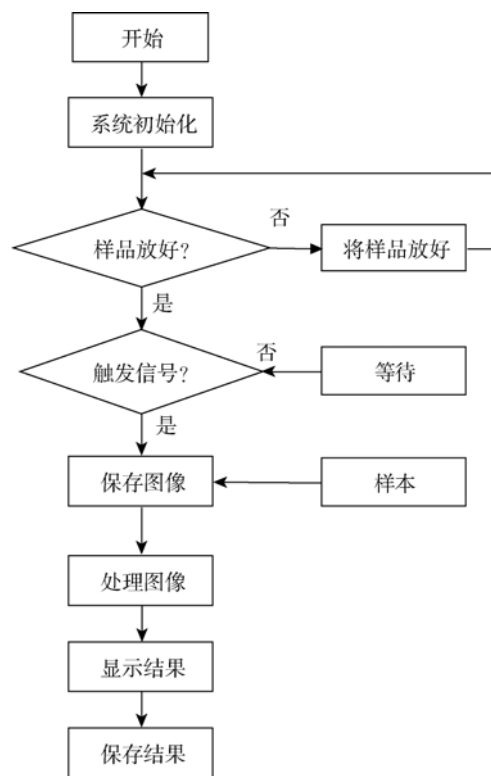 开始
系统初始化
样品放好?
否
将样品放好
是
触发信号?
否
等待
是
保存图像
样本
处理图像
显示结果
保存结果